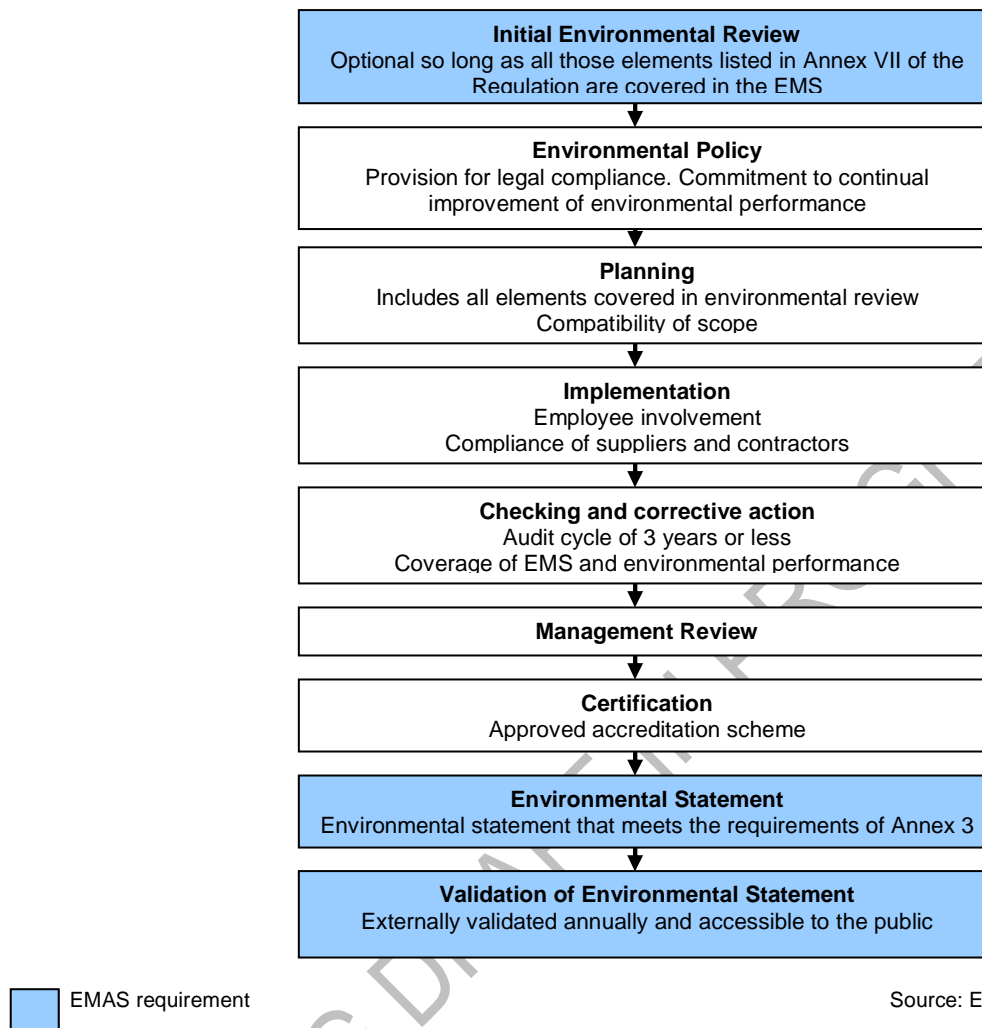 Initial Environmental Review
Optional so long as all those elements listed in Annex VII of the
Regulation are covered in the EMS
Environmental Policy
Provision for legal compliance. Commitment to continual
improvement of environmental performance
Planning
Includes all elements covered in environmental review
Compatibility of scope
Implementation
Employee involvement
Compliance of suppliers and contractors
Checking and corrective action
Audit cycle of 3 years or less
Coverage of EMS and environmental performance
Management Review
Certification
Approved accreditation scheme
Environmental Statement
Environmental statement that meets the requirements of Annex 3
Validation of Environmental Statement
Externally validated annually and accessible to the public
EMAS requirement
Source: E